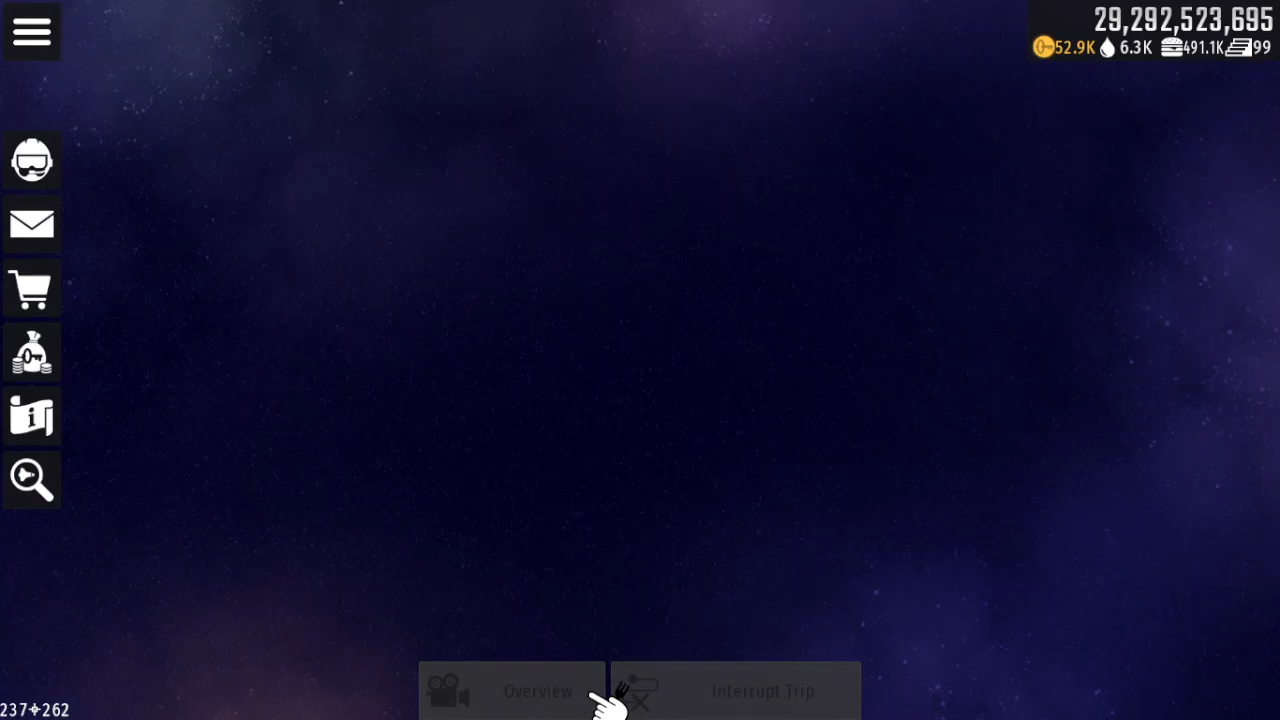 29,292,523,695
52.9K 6.3K 491.1K 99
i
Overview Interrupt Trip
237⌖262